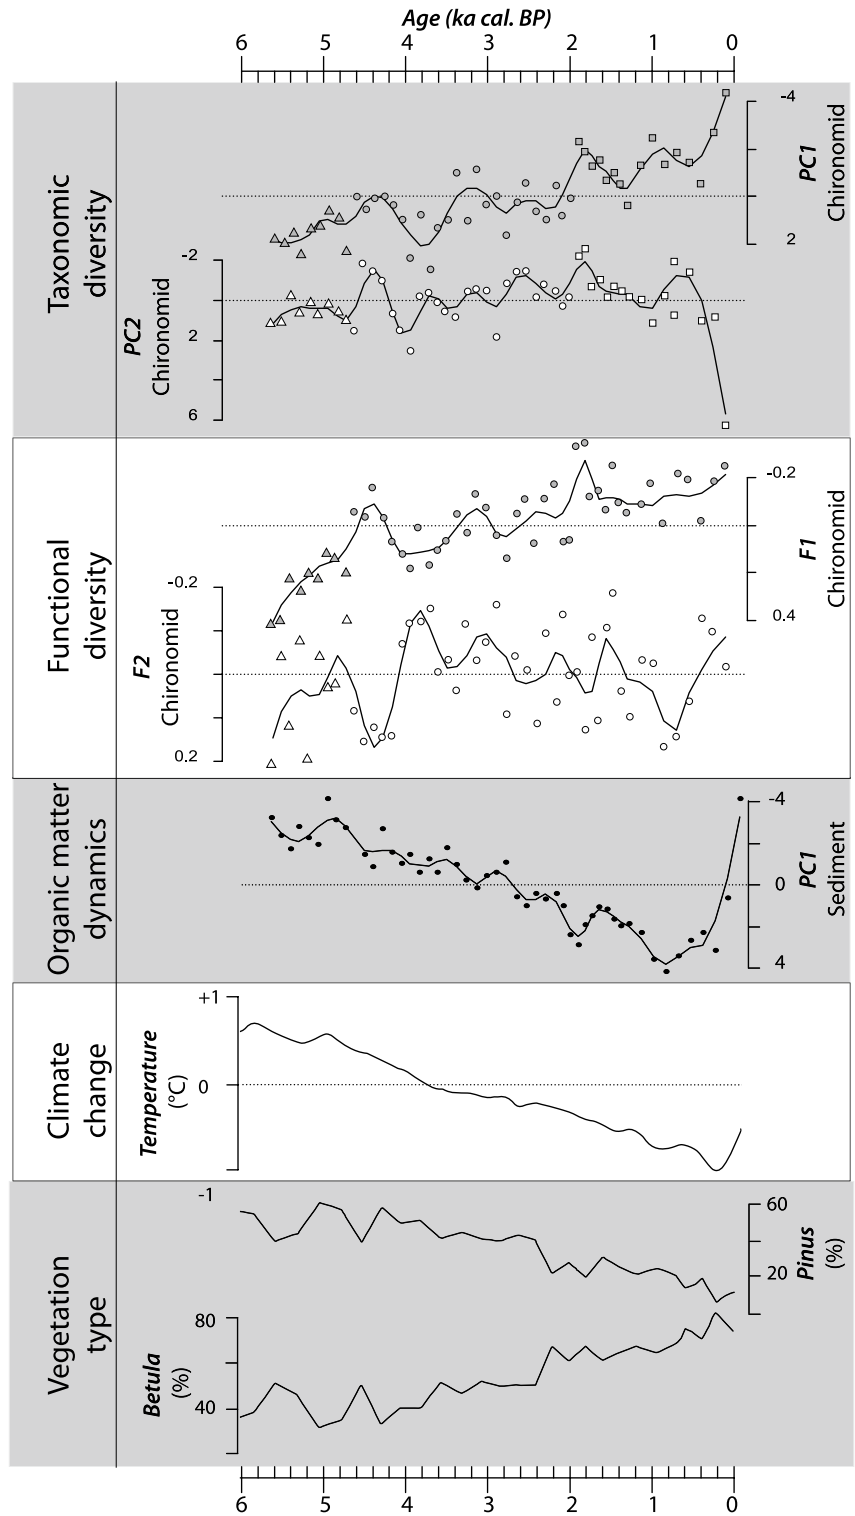 Age (ka cal. BP)
6 5 4 3 2 1 0
Taxonomic
diversity
-4
PC1
Chironomid
2
-2
PC2
Chironomid
2
6
Functional
diversity
-0.2
F1
Chironomid
0.4
-0.2
F2
Chironomid
0.2
Organic matter
dynamics
-4
0
4
PC1
Sediment
Climate
change
+1
Temperature
(°C)
0
-1
Vegetation
type
60
20
Pinus
(%)
80
Betula
(%)
40
6 5 4 3 2 1 0